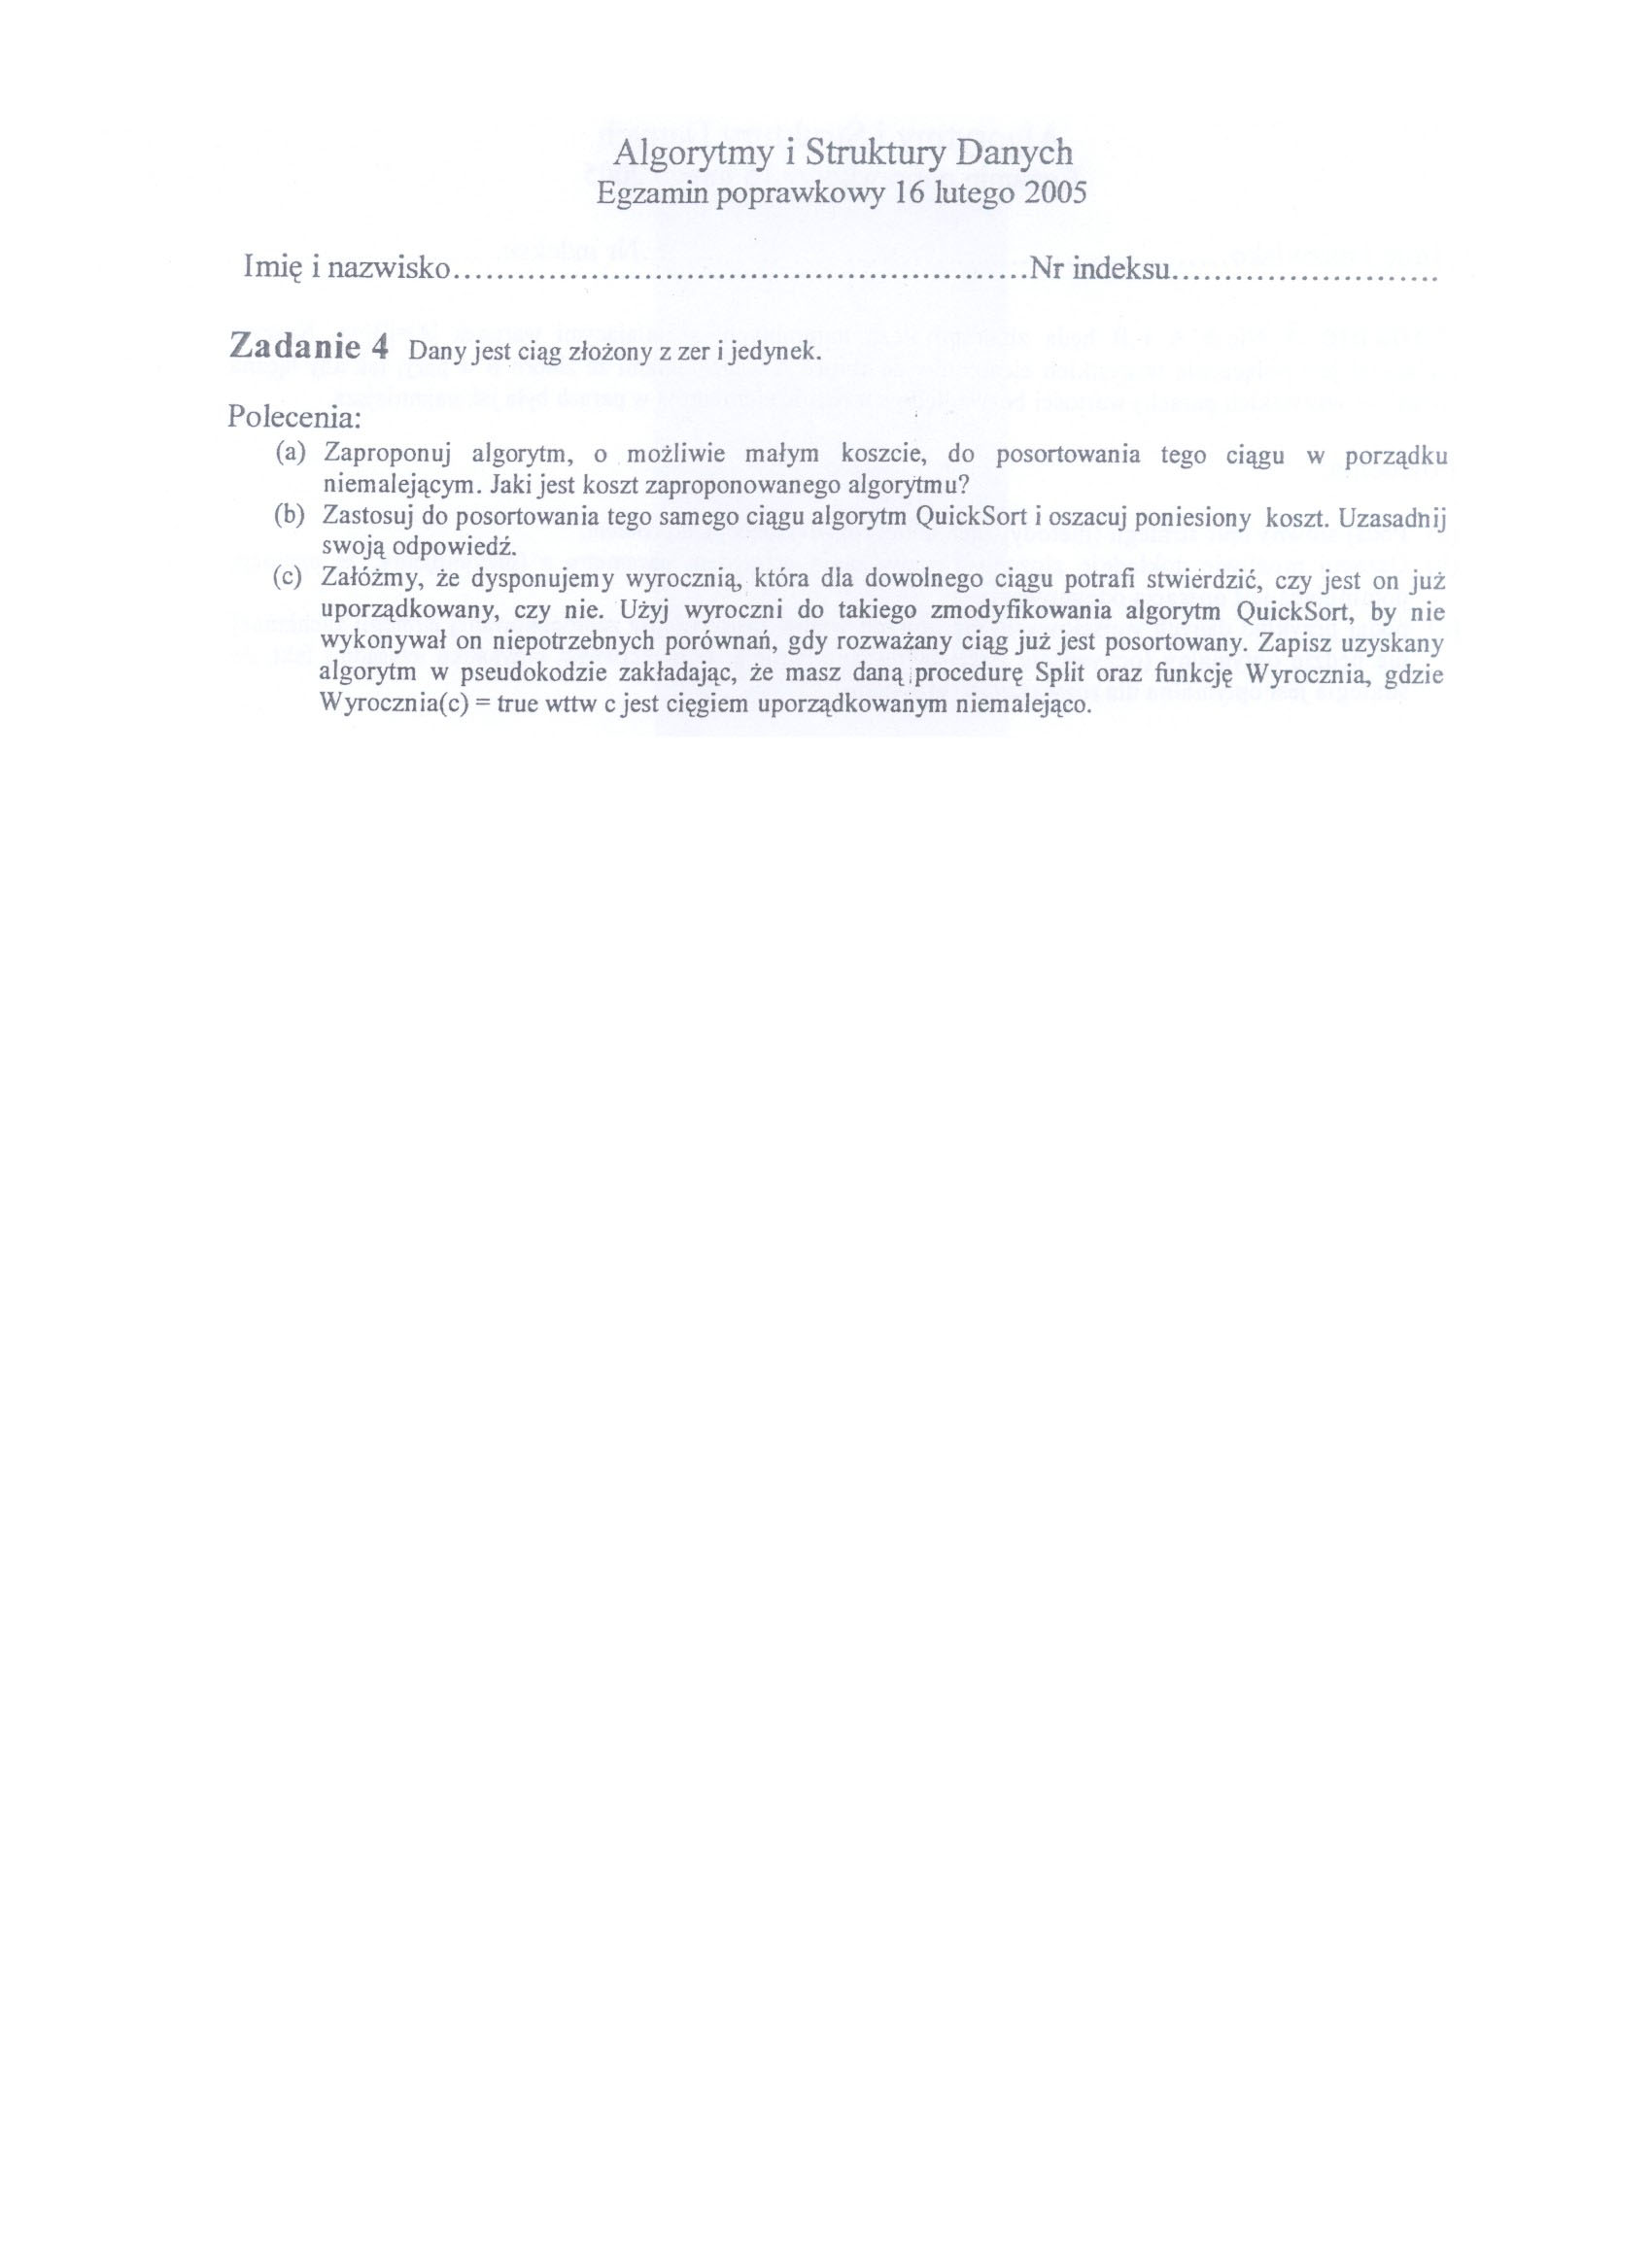 Algorytmy i Struktury Danych
Egzamin poprawkowy 16 lutego 2005
Imię i nazwisko.................................................................Nr indeksu..........................
Zadanie 4 Dany jest ciąg złożony z zer i jedynek.
Polecenia:
(a) Zaproponuj algorytm, o możliwie małym koszcie, do posortowania tego ciągu w porządku
niemalejącym. Jaki jest koszt zaproponowanego algorytmu?
(b) Zastosuj do posortowania tego samego ciągu algorytm QuickSort i oszacuj poniesiony koszt. Uzasadnij
swoją odpowiedź.
(c) Załóżmy, że dysponujemy wyrocznią, która dla dowolnego ciągu potrafi stwierdzić, czy jest on już
uporządkowany, czy nie. Użyj wyroczni do takiego zmodyfikowania algorytm QuickSort, by nie
wykonywał on niepotrzebnych porównań, gdy rozważany ciąg już jest posortowany. Zapisz uzyskany
algorytm w pseudokodzie zakładając, że masz daną procedurę Split oraz funkcję Wyrocznia, gdzie
Wyrocznia(c) = true wttw c jest cięgiem uporządkowanym niemalejąco.